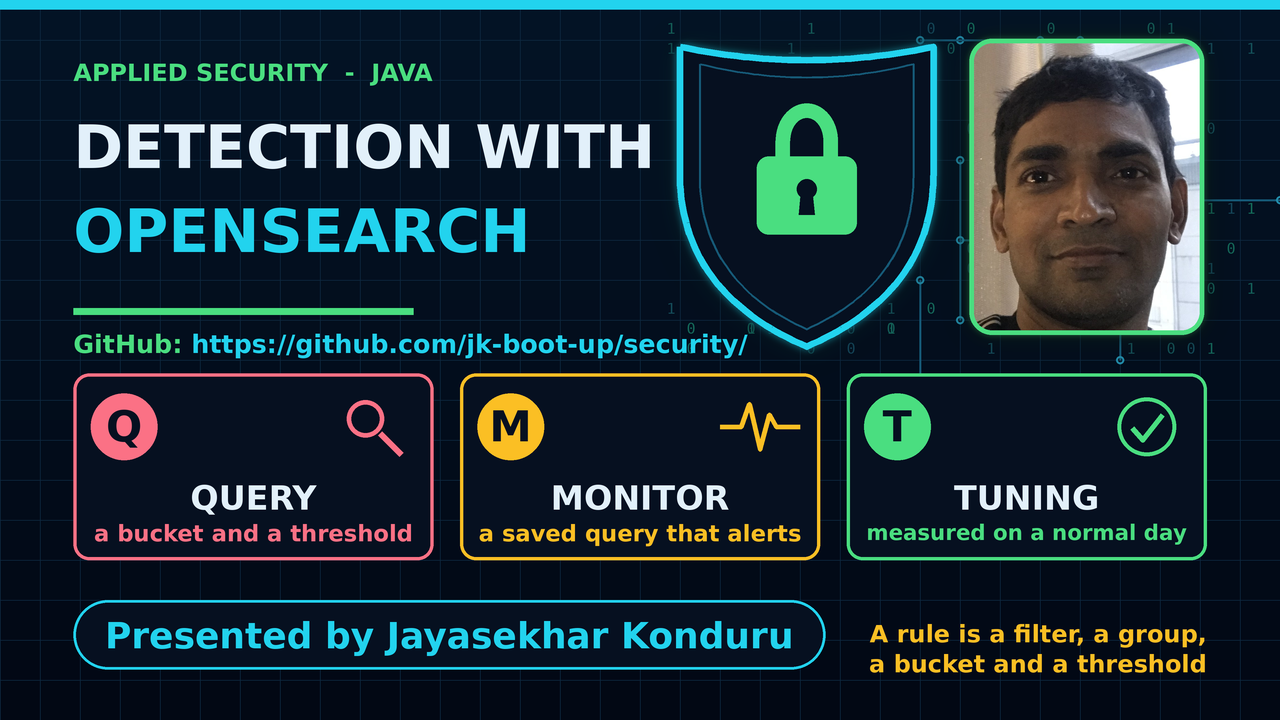 APPLIED SECURITY - JAVA
DETECTION WITH
OPENSEARCH
GitHub: https://github.com/jk-boot-up/security/
Q
QUERY
a bucket and a threshold
M
MONITOR
a saved query that alerts
T
TUNING
measured on a normal day
Presented by Jayasekhar Konduru
A rule is a filter, a group,
a bucket and a threshold